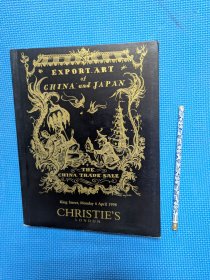 EXPORT ART
of
CHINA and JAPAN
THE
CHINA TRADE SALE
King Street, Monday 6 April 1998
CHRISTIE'S
LONDON